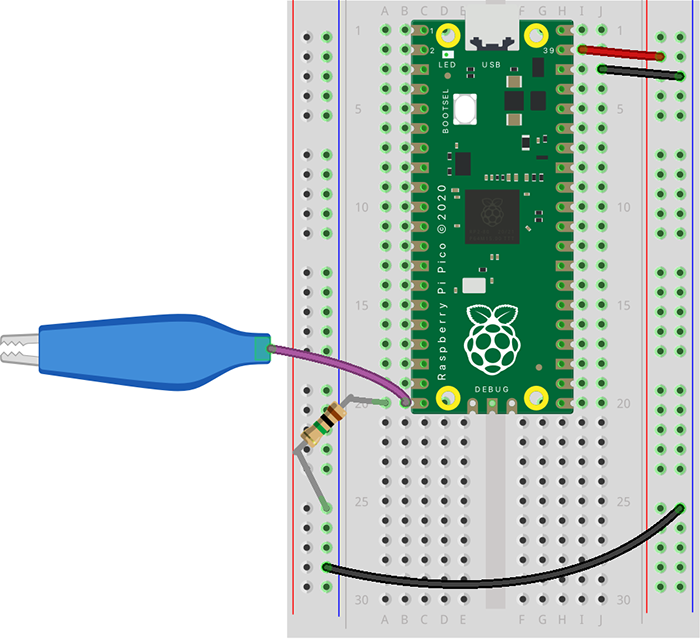 A B C D E F G H I J
1 1 1
2 39
LED USB
BOOTSEL
5 5
10 10
Raspberry Pi Pico © 2020
15 15
DEBUG
20 20
25 25
30 30
A B C D E F G H I J